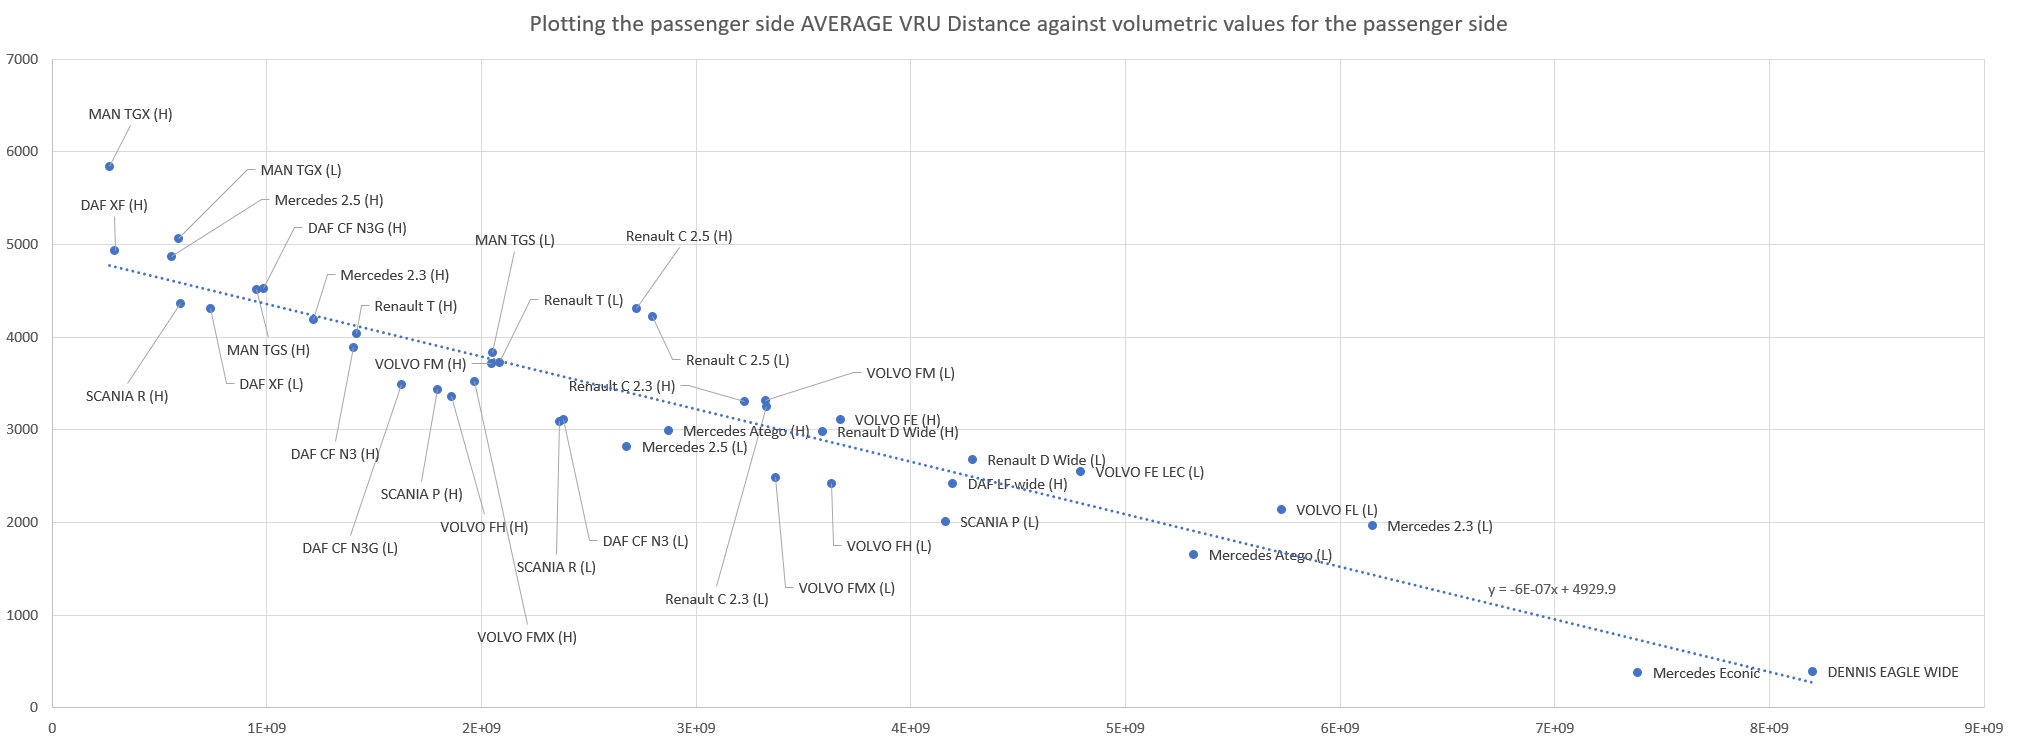 Plotting the passenger side AVERAGE VRU Distance against volumetric values for the passenger side
7000
6000
5000
4000
3000
2000
1000
0
MAN TGX (H)
MAN TGX (L)
Mercedes 2.5 (H)
DAF XF (H)
DAF CF N3G (H)
MAN TGS (L)
Renault C 2.5 (H)
Mercedes 2.3 (H)
Renault T (H)
Renault T (L)
MAN TGS (H)
VOLVO FM (H)
Renault C 2.5 (L)
VOLVO FM (L)
DAF XF (L)
Renault C 2.3 (H)
SCANIA R (H)
VOLVO FE (H)
Mercedes Atego (H)
Renault D Wide (H)
Mercedes 2.5 (L)
DAF CF N3 (H)
Renault D Wide (L)
VOLVO FE LEC (L)
DAF LF wide (H)
SCANIA P (H)
VOLVO FL (L)
SCANIA P (L)
Mercedes 2.3 (L)
VOLVO FH (H)
DAF CF N3 (L)
VOLVO FH (L)
DAF CF N3G (L)
Mercedes Atego (L)
SCANIA R (L)
VOLVO FMX (L)
y = -6E-07x + 4929.9
Renault C 2.3 (L)
VOLVO FMX (H)
Mercedes Econic
DENNIS EAGLE WIDE
0
1E+09
2E+09
3E+09
4E+09
5E+09
6E+09
7E+09
8E+09
9E+09